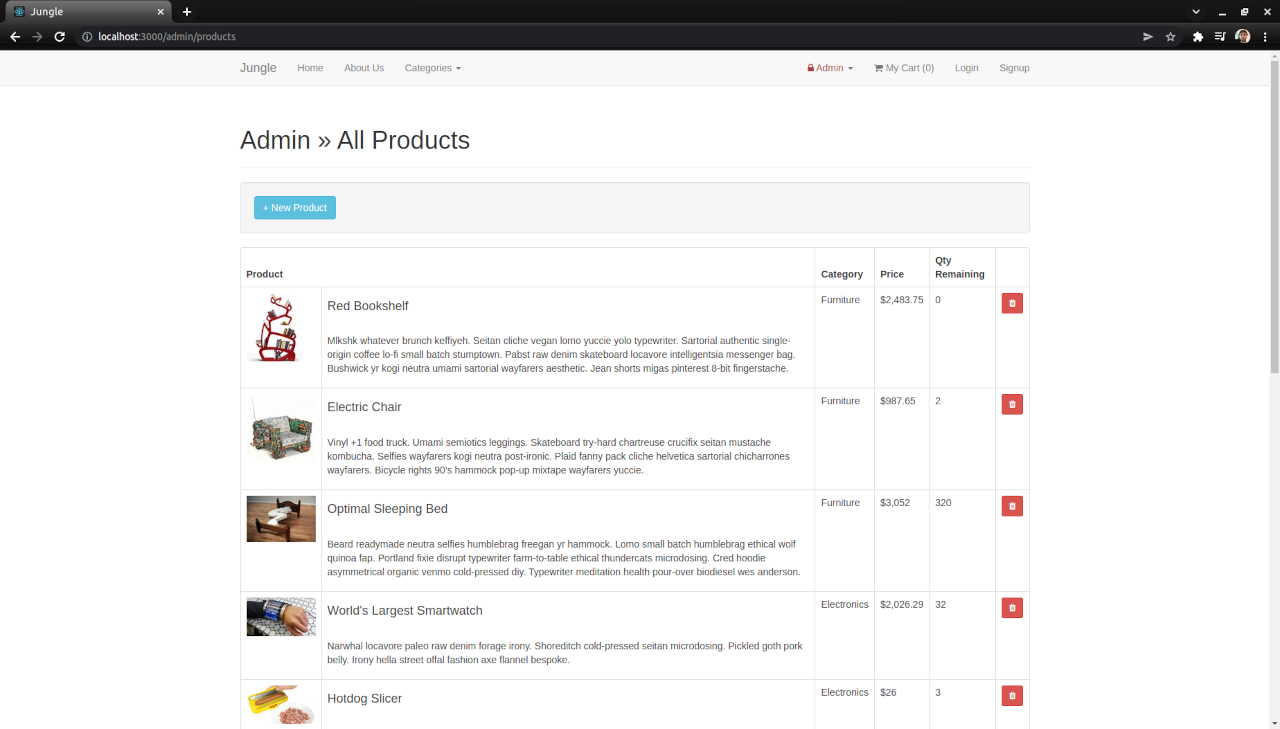 Jungle
localhost:3000/admin/products
Jungle Home About Us Categories Admin My Cart (0) Login Signup
Admin » All Products
+ New Product
Product Category Price Qty Remaining
Red Bookshelf Furniture $2,483.75 0
Mlkshk whatever brunch keffiyeh. Seitan cliche vegan lomo yuccie yolo typewriter. Sartorial authentic single-
origin coffee lo-fi small batch stumptown. Pabst raw denim skateboard locavore intelligentsia messenger bag.
Bushwick yr kogi neutra umami sartorial wayfarers aesthetic. Jean shorts migas pinterest 8-bit fingerstache.
Electric Chair Furniture $987.65 2
Vinyl +1 food truck. Umami semiotics leggings. Skateboard try-hard chartreuse crucifix seitan mustache
kombucha. Selfies wayfarers kogi neutra post-ironic. Plaid fanny pack cliche helvetica sartorial chicharrones
wayfarers. Bicycle rights 90's hammock pop-up mixtape wayfarers yuccie.
Optimal Sleeping Bed Furniture $3,052 320
Beard readymade neutra selfies humblebrag freegan yr hammock. Lomo small batch humblebrag ethical wolf
quinoa fap. Portland fixie disrupt typewriter farm-to-table ethical thundercats microdosing. Cred hoodie
asymmetrical organic venmo cold-pressed diy. Typewriter meditation health pour-over biodiesel wes anderson.
World's Largest Smartwatch Electronics $2,026.29 32
Narwhal locavore paleo raw denim forage irony. Shoreditch cold-pressed seitan microdosing. Pickled goth pork
belly. Irony hella street offal fashion axe flannel bespoke.
Hotdog Slicer Electronics $26 3